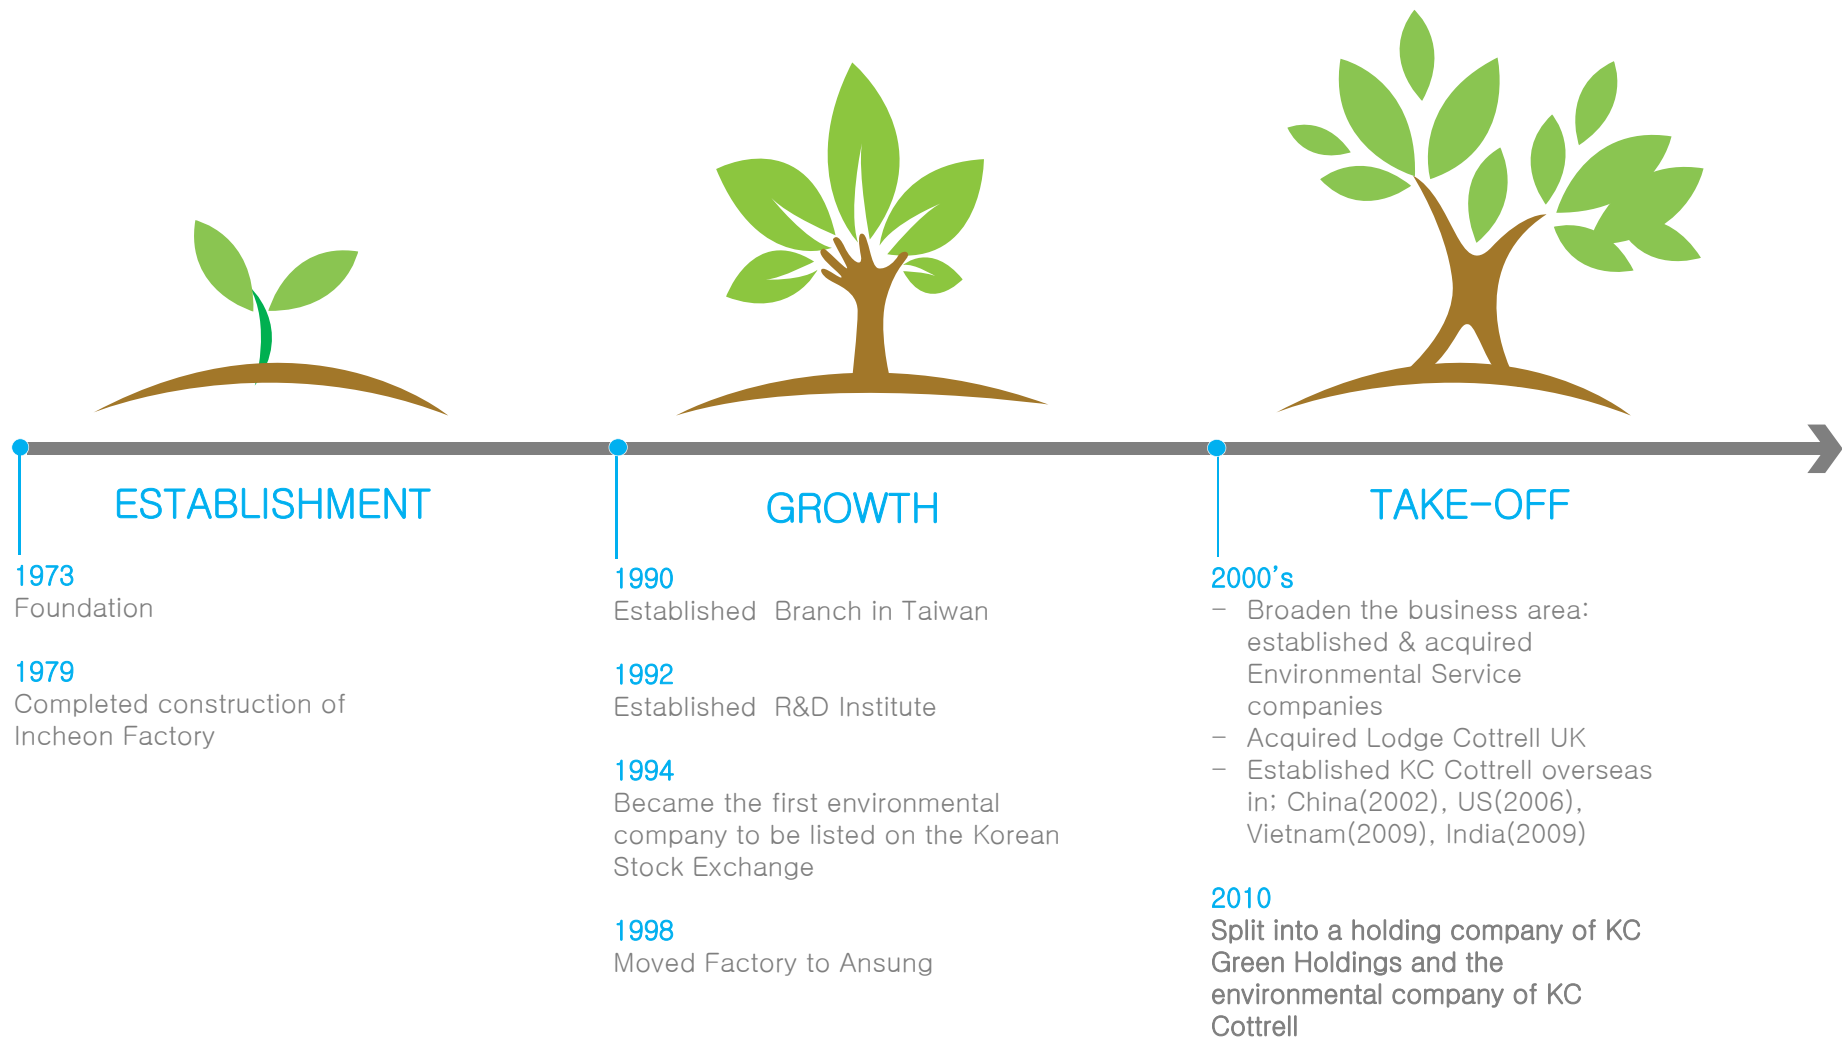 ESTABLISHMENT
1973
Foundation
1979
Completed construction of
Incheon Factory
GROWTH
1990
Established  Branch in Taiwan
1992
Established  R&D Institute
1994
Became the first environmental
company to be listed on the Korean
Stock Exchange
1998
Moved Factory to Ansung
TAKE-OFF
2000's
- Broaden the business area:
established & acquired
Environmental Service
companies
- Acquired Lodge Cottrell UK
- Established KC Cottrell overseas
in; China(2002), US(2006),
Vietnam(2009), India(2009)
2010
Split into a holding company of KC
Green Holdings and the
environmental company of KC
Cottrell